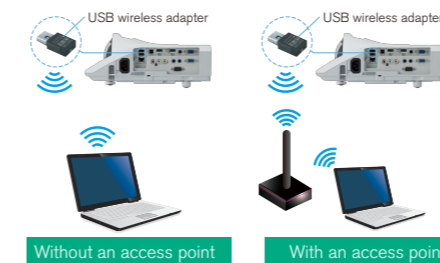 USB wireless adapter
USB wireless adapter
Without an access point
With an access poin